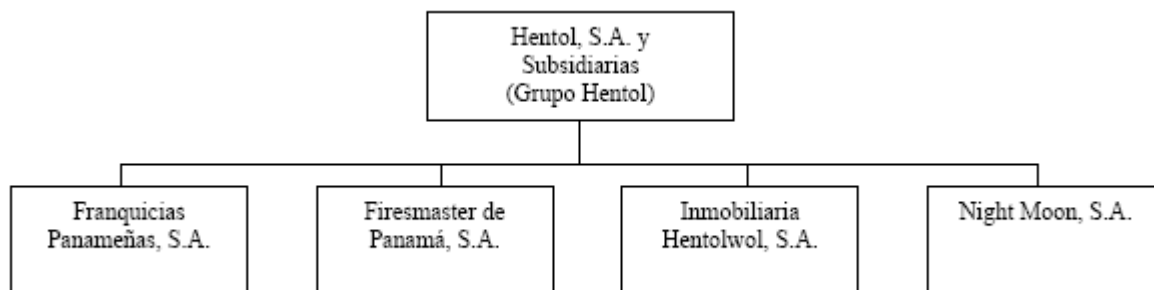 Hentol, S.A. y
Subsidiarias
(Grupo Hentol)
Franquicias
Panameñas, S.A.
Firesmaster de
Panamá, S.A.
Inmobiliaria
Hentolwol, S.A.
Night Moon, S.A.